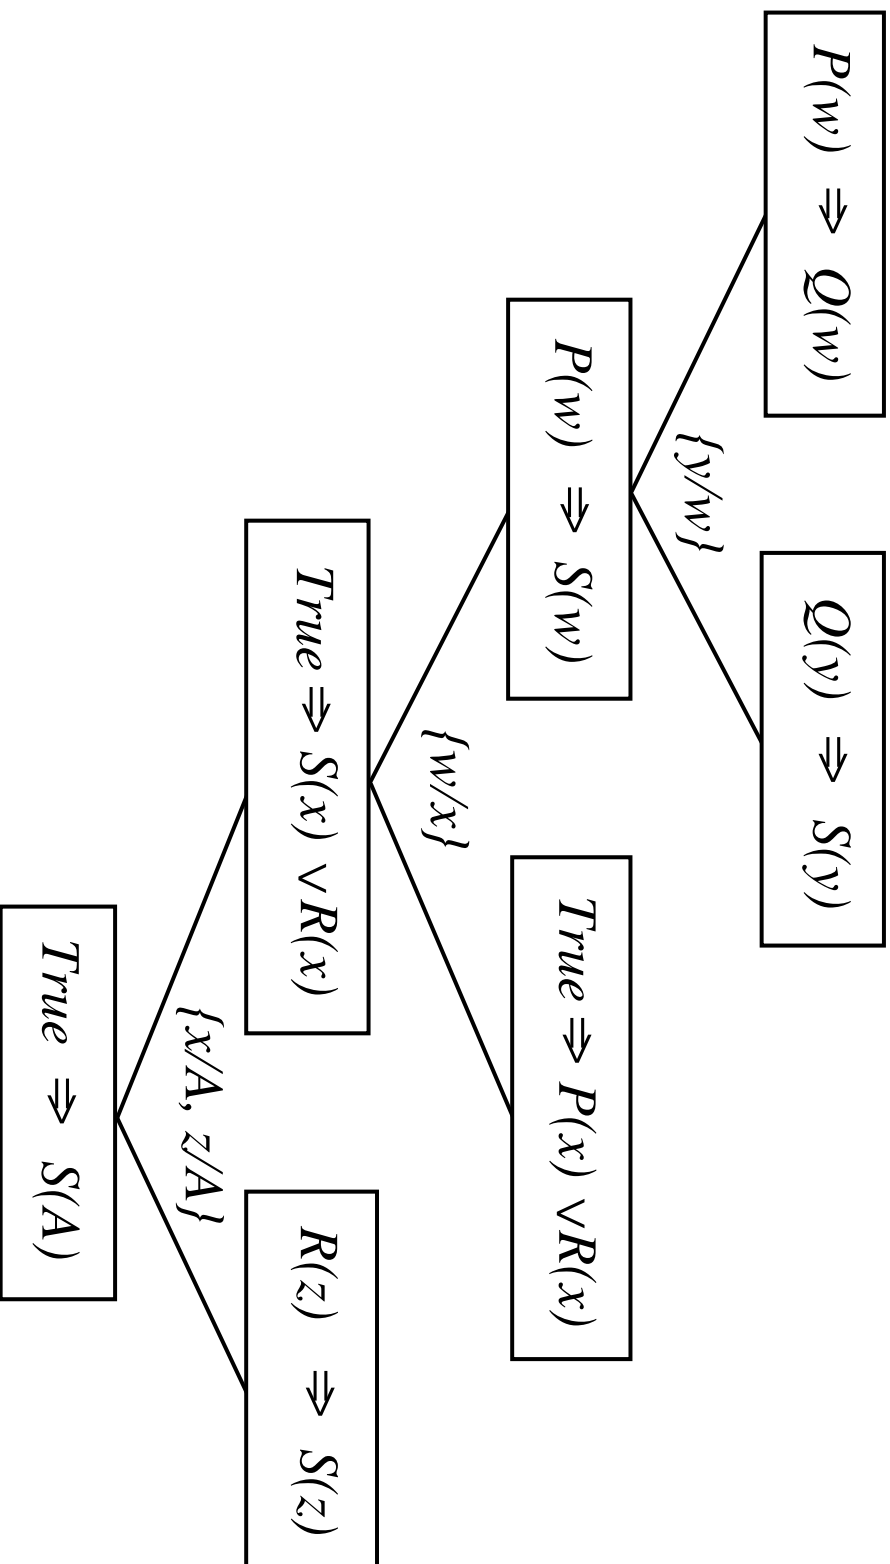 P(w) ⇒ Q(w)
Q(y) ⇒ S(y)
{y/w}
P(w) ⇒ S(w)
True ⇒ P(x) ∨ R(x)
{w/x}
True ⇒ S(x) ∨ R(x)
R(z) ⇒ S(z)
{x/A, z/A}
True ⇒ S(A)